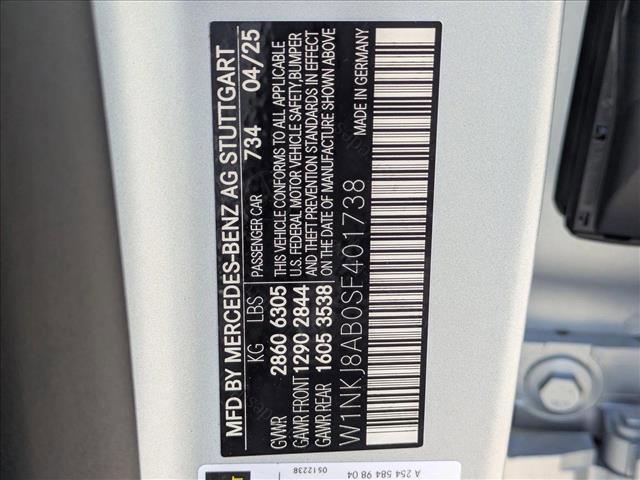 MFD BY MERCEDES-BENZ AG STUTTGART
PASSENGER CAR 734 04/25
KG LBS
THIS VEHICLE CONFORMS TO ALL APPLICABLE
U.S. FEDERAL MOTOR VEHICLE SAFETY,BUMPER
AND THEFT PREVENTION STANDARDS IN EFFECT
ON THE DATE OF MANUFACTURE SHOWN ABOVE
GVWR 2860 6305
GAWR FRONT 1290 2844
GAWR REAR 1605 3538
MADE IN GERMANY
W1NKJ8AB0SF401738
0512238
A 254 584 98 04